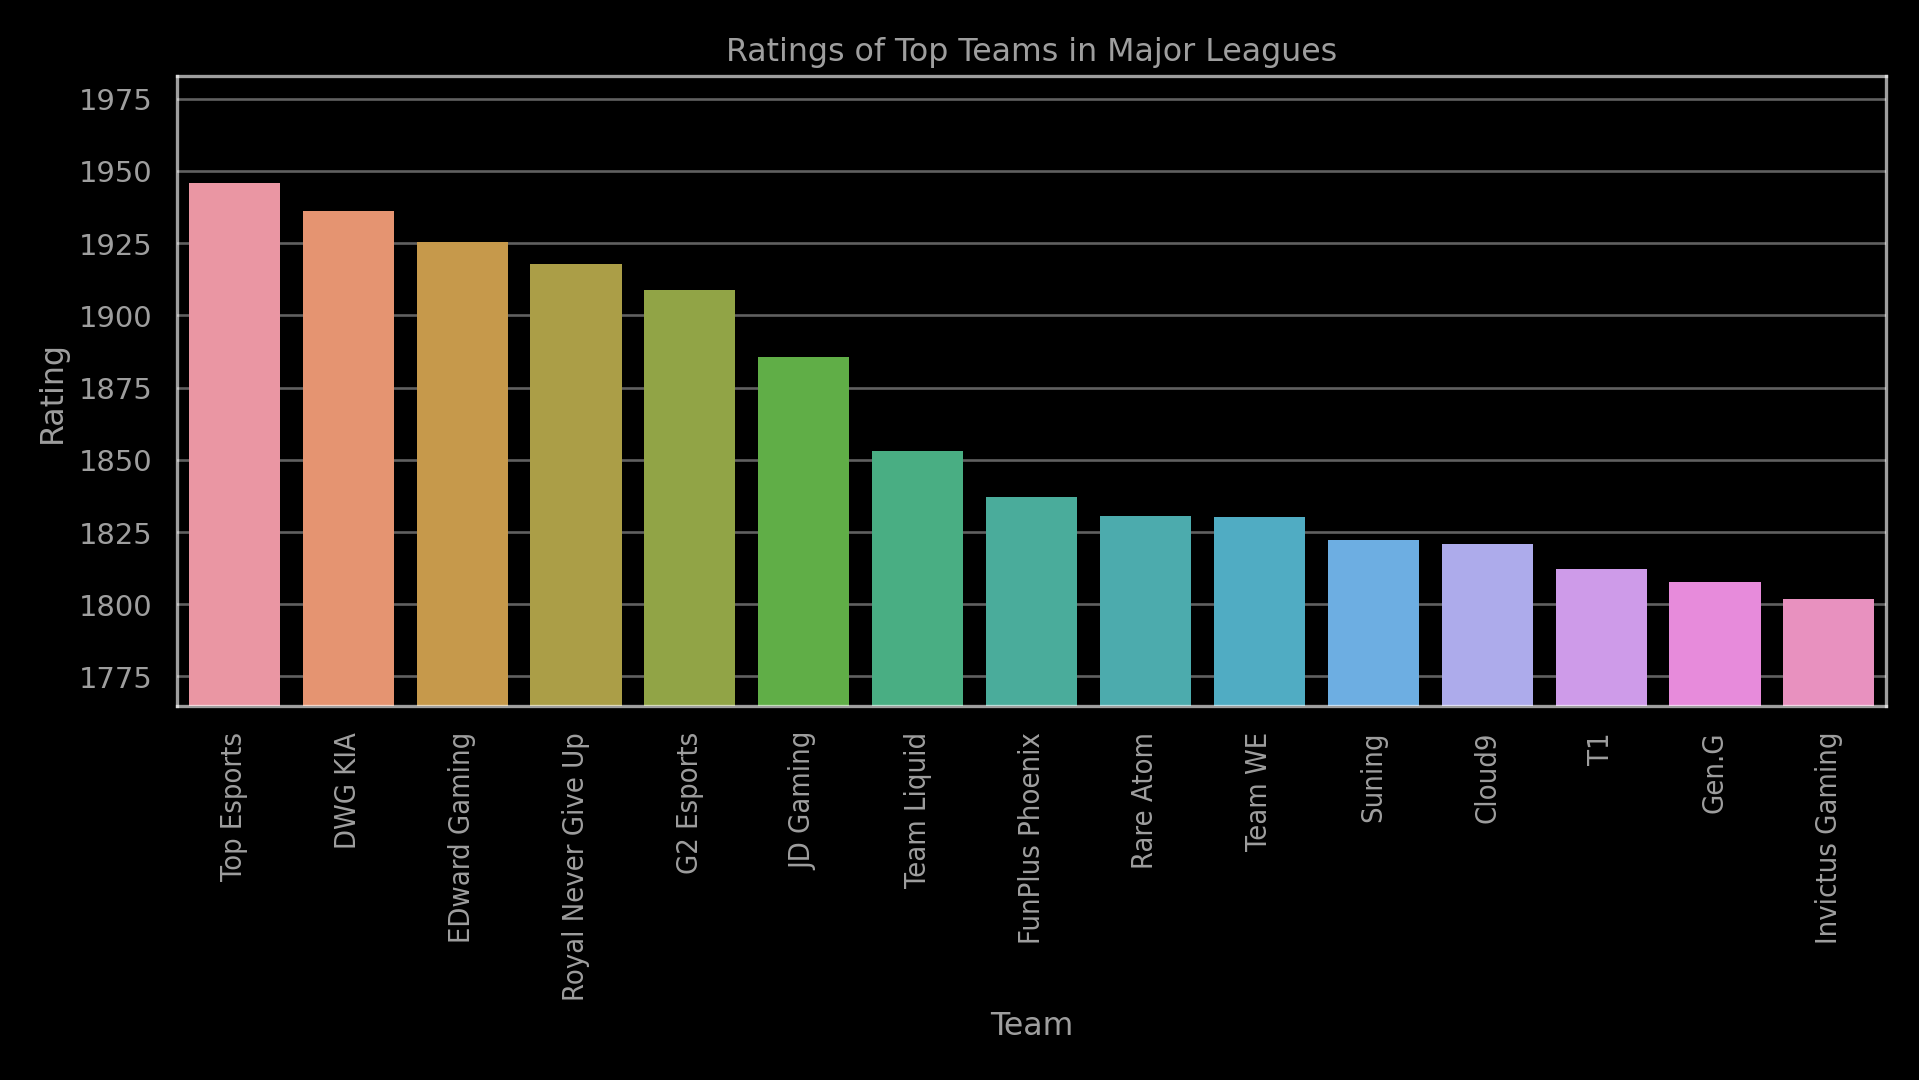 Ratings of Top Teams in Major Leagues
1975
1950
1925
1900
1875
1850
1825
1800
1775
Rating
Top Esports
DWG KIA
EDward Gaming
Royal Never Give Up
G2 Esports
JD Gaming
Team Liquid
FunPlus Phoenix
Rare Atom
Team WE
Suning
Cloud9
T1
Gen.G
Invictus Gaming
Team